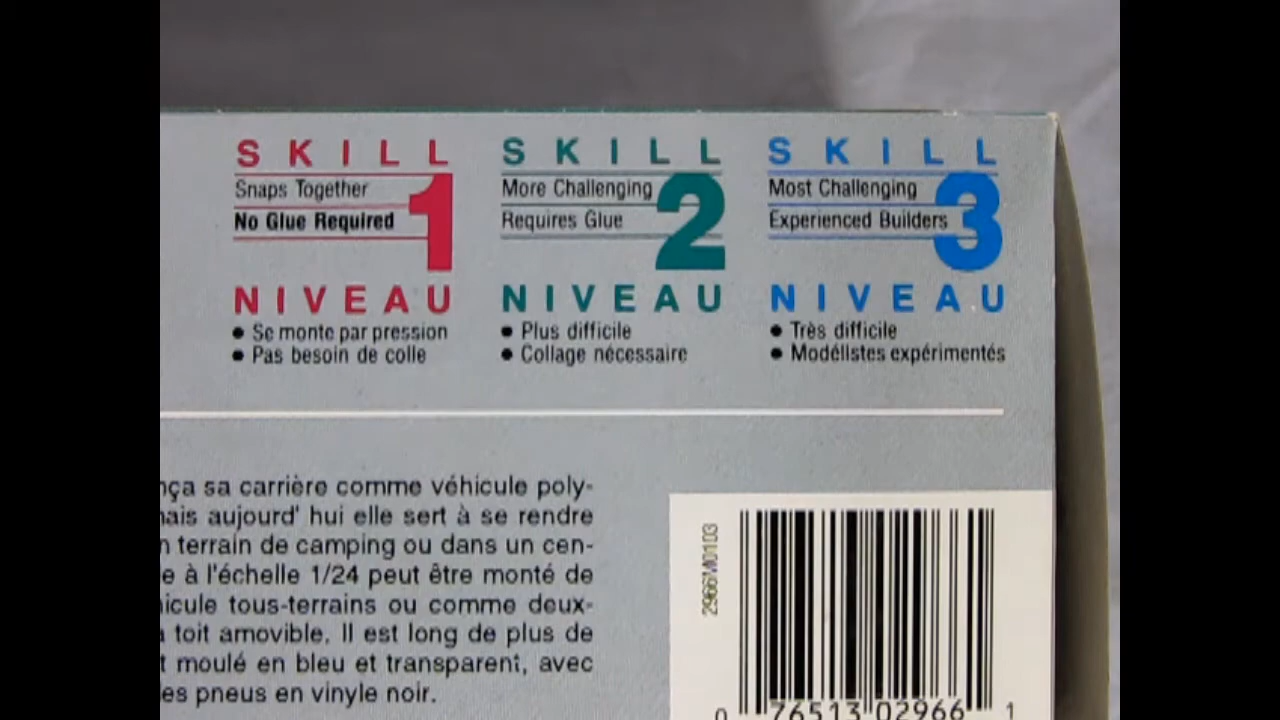 SKILL
Snaps Together
No Glue Required
1
NIVEAU
● Se monte par pression
● Pas besoin de colle
SKILL
More Challenging
Requires Glue
2
NIVEAU
● Plus difficile
● Collage nécessaire
SKILL
Most Challenging
Experienced Builders
3
NIVEAU
● Très difficile
● Modélistes expérimentés
sa carrière comme véhicule poly-
aujourd' hui elle sert à se rendre
terrain de camping ou dans un cen-
à l'échelle 1/24 peut être monté de
tous-terrains ou comme deux-
toit amovible. Il est long de plus de
moulé en bleu et transparent, avec
pneus en vinyle noir.
2966M0103
0 76513 02966 1